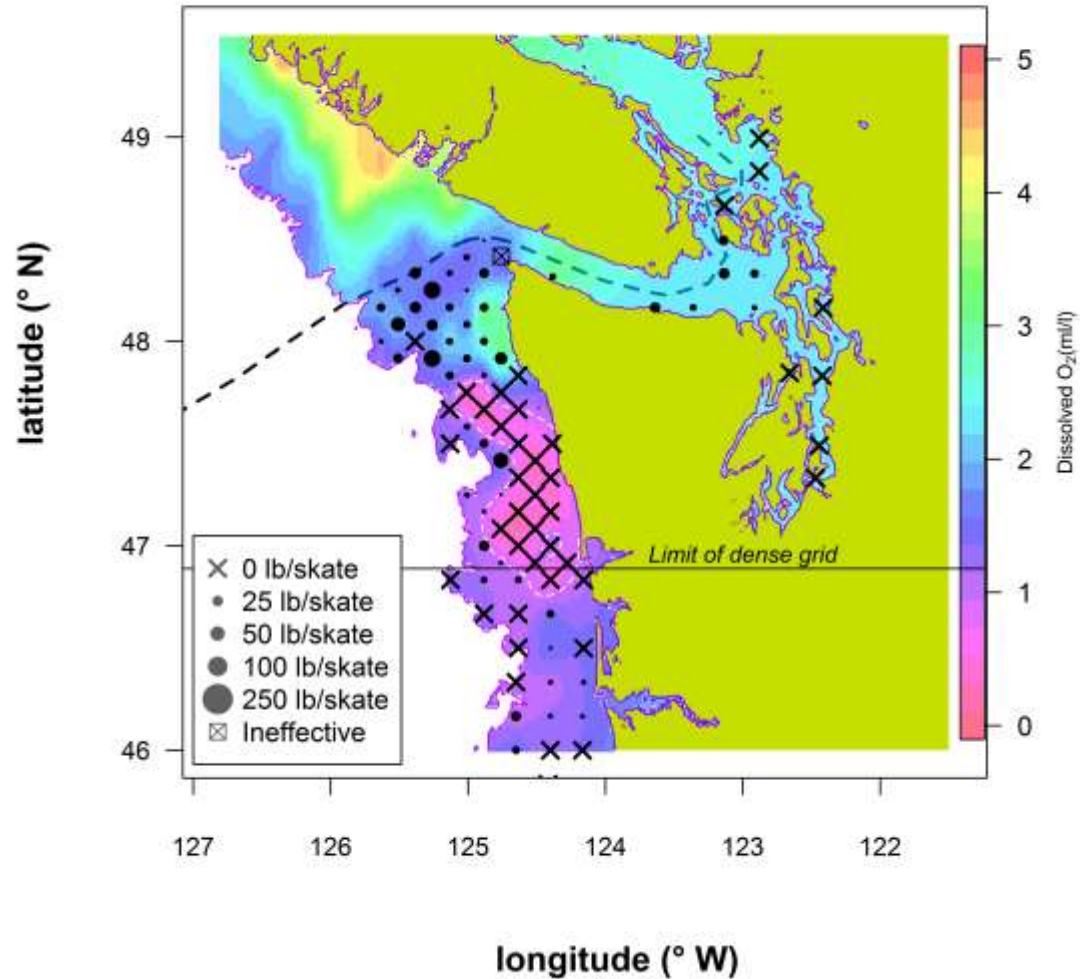 latitude (° N)
49
48
47
46
Limit of dense grid
0 lb/skate
25 lb/skate
50 lb/skate
100 lb/skate
250 lb/skate
Ineffective
5
4
3
2
1
0
Dissolved O₂(ml/l)
127
126
125
124
123
122
longitude (° W)